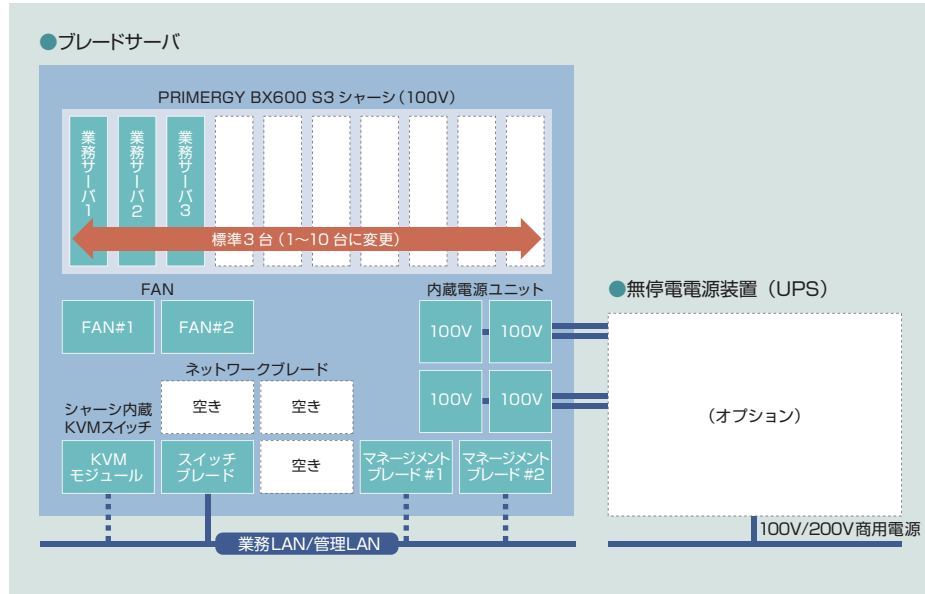 ●ブレードサーバ
PRIMERGY BX600 S3 シャーシ（100V）
業務サーバ1
業務サーバ2
業務サーバ3
標準3台（1〜10台に変更）
FAN
内蔵電源ユニット
●無停電電源装置（UPS）
FAN#1
FAN#2
100V
100V
ネットワークブレード
空き
空き
100V
100V
（オプション）
シャーシ内蔵
KVMスイッチ
KVM
モジュール
スイッチ
ブレード
空き
マネージメント
ブレード#1
マネージメント
ブレード#2
100V/200V商用電源
業務LAN/管理LAN